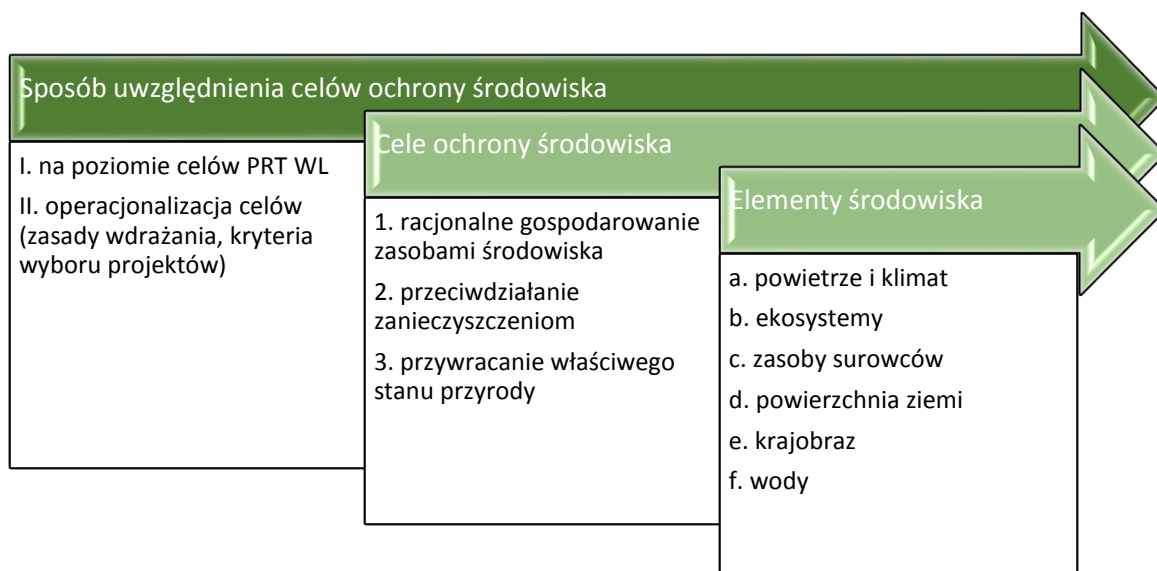 Sposób uwzględnienia celów ochrony środowiska
I. na poziomie celów PRT WL
II. operacjonalizacja celów
(zasady wdrażania, kryteria
wyboru projektów)
Cele ochrony środowiska
1. racjonalne gospodarowanie
zasobami środowiska
2. przeciwdziałanie
zanieczyszczeniom
3. przywracanie właściwego
stanu przyrody
Elementy środowiska
a. powietrze i klimat
b. ekosystemy
c. zasoby surowców
d. powierzchnia ziemi
e. krajobraz
f. wody